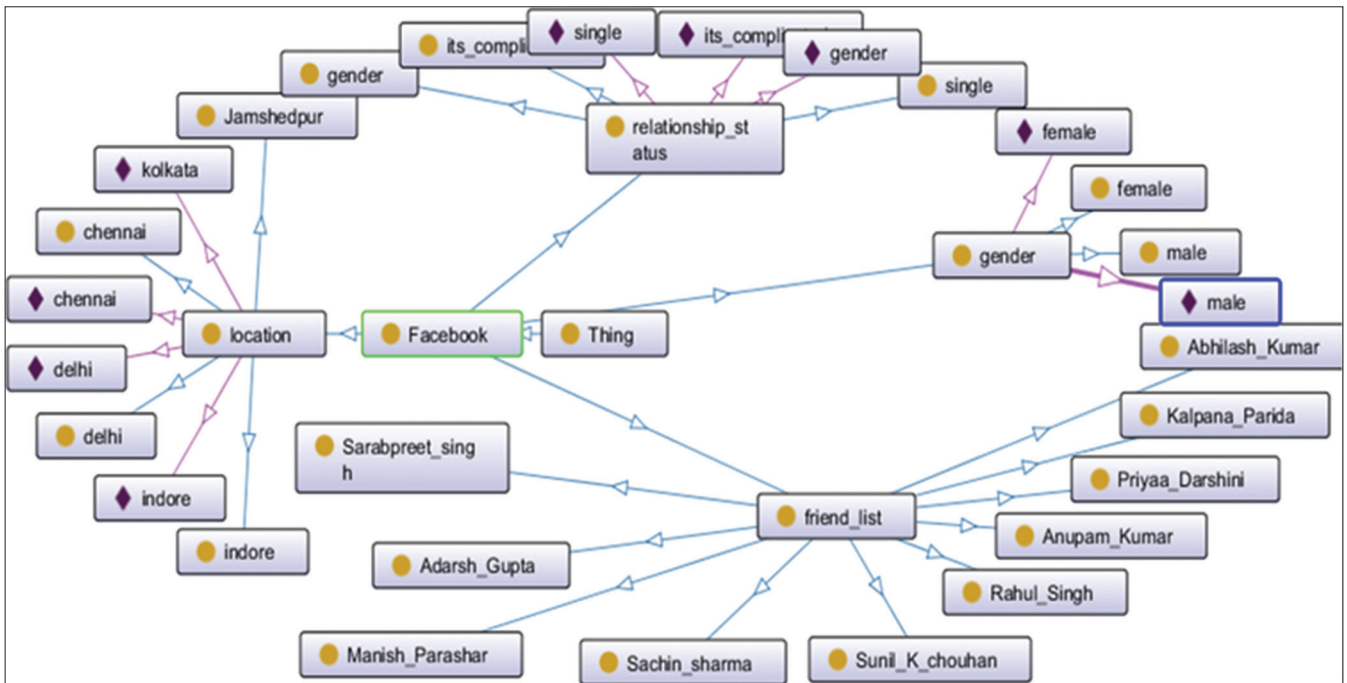 its_compli
single
its_compli
gender
gender
single
Jamshedpur
relationship_st
atus
female
kolkata
female
chennai
gender
male
chennai
male
location
Facebook
Thing
Abhilash_Kumar
delhi
Kalpana_Parida
delhi
Sarabpreet_sing
h
Priyaa_Darshini
indore
friend_list
Anupam_Kumar
indore
Adarsh_Gupta
Rahul_Singh
Manish_Parashar
Sachin_sharma
Sunil_K_chouhan